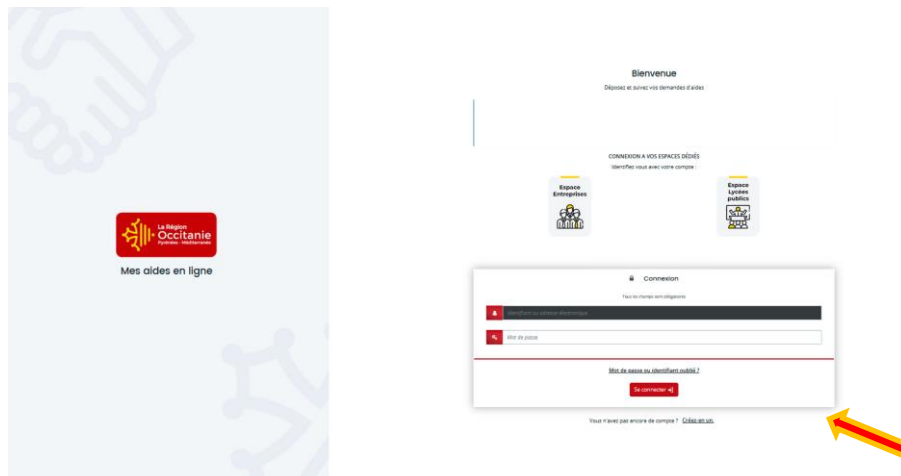 La Région
Occitanie
Pyrénées - Méditerranée
Mes aides en ligne
Bienvenue
Déposez et suivez vos demandes d'aides
CONNEXION A VOS ESPACES DÉDIÉS
Identifiez vous avec votre compte :
Espace
Entreprises
Espace
Lycées
publics
Connexion
Tous les champs sont obligatoires
Identifiant ou adresse électronique
Mot de passe
Mot de passe ou identifiant oublié ?
Se connecter
Vous n'avez pas encore de compte ? Créez-en un.